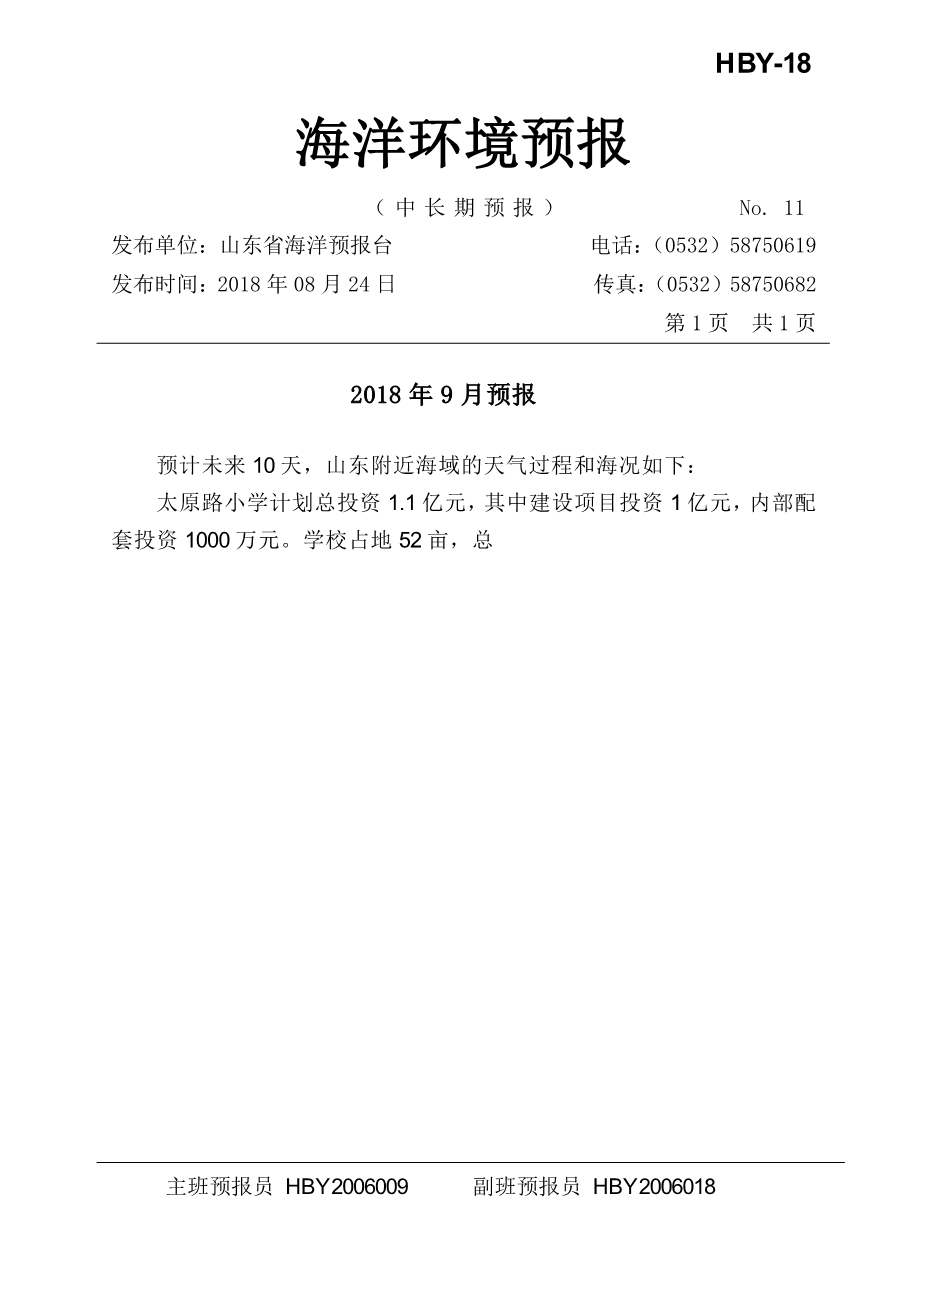 HBY-18
海洋环境预报
（中长期预报） No. 11
发布单位：山东省海洋预报台 电话：（0532）58750619
发布时间：2018 年 08 月 24 日 传真：（0532）58750682
第 1 页 共 1 页
2018 年 9 月预报
预计未来 10 天，山东附近海域的天气过程和海况如下：
太原路小学计划总投资 1.1 亿元，其中建设项目投资 1 亿元，内部配
套投资 1000 万元。学校占地 52 亩，总
主班预报员 HBY2006009 副班预报员 HBY2006018